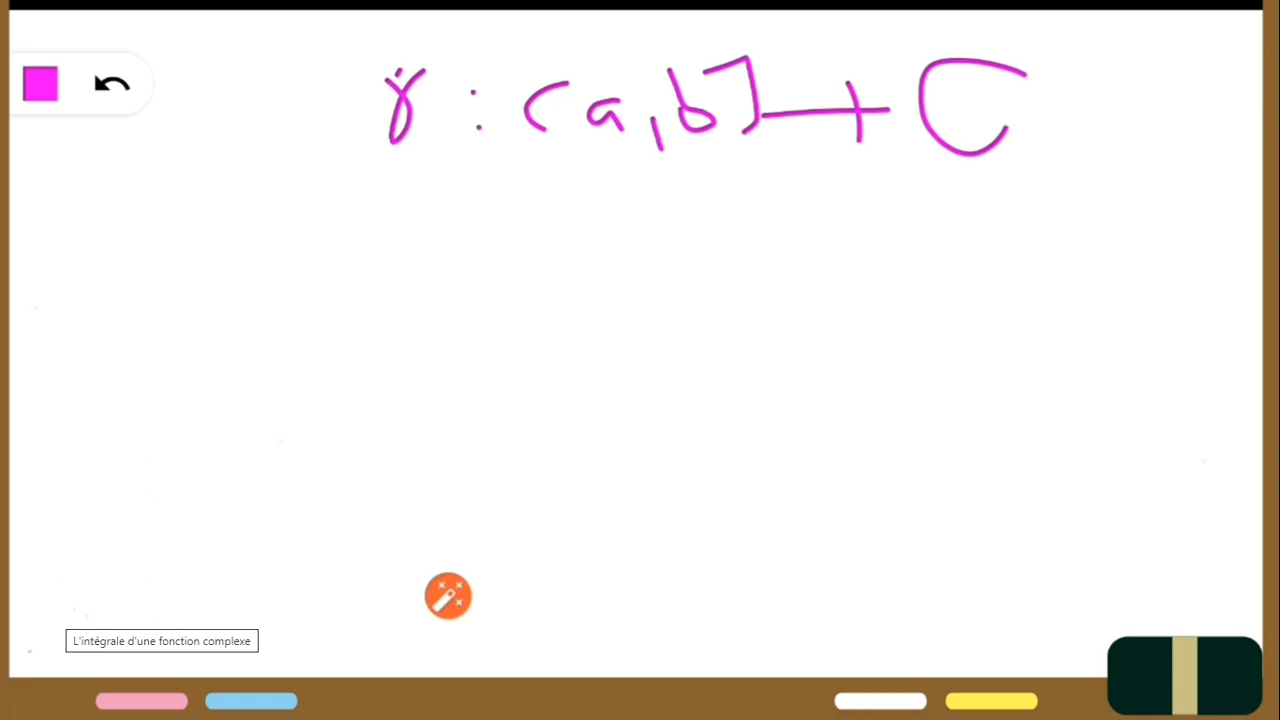 γ : [a,b] → C
L'intégrale d'une fonction complexe